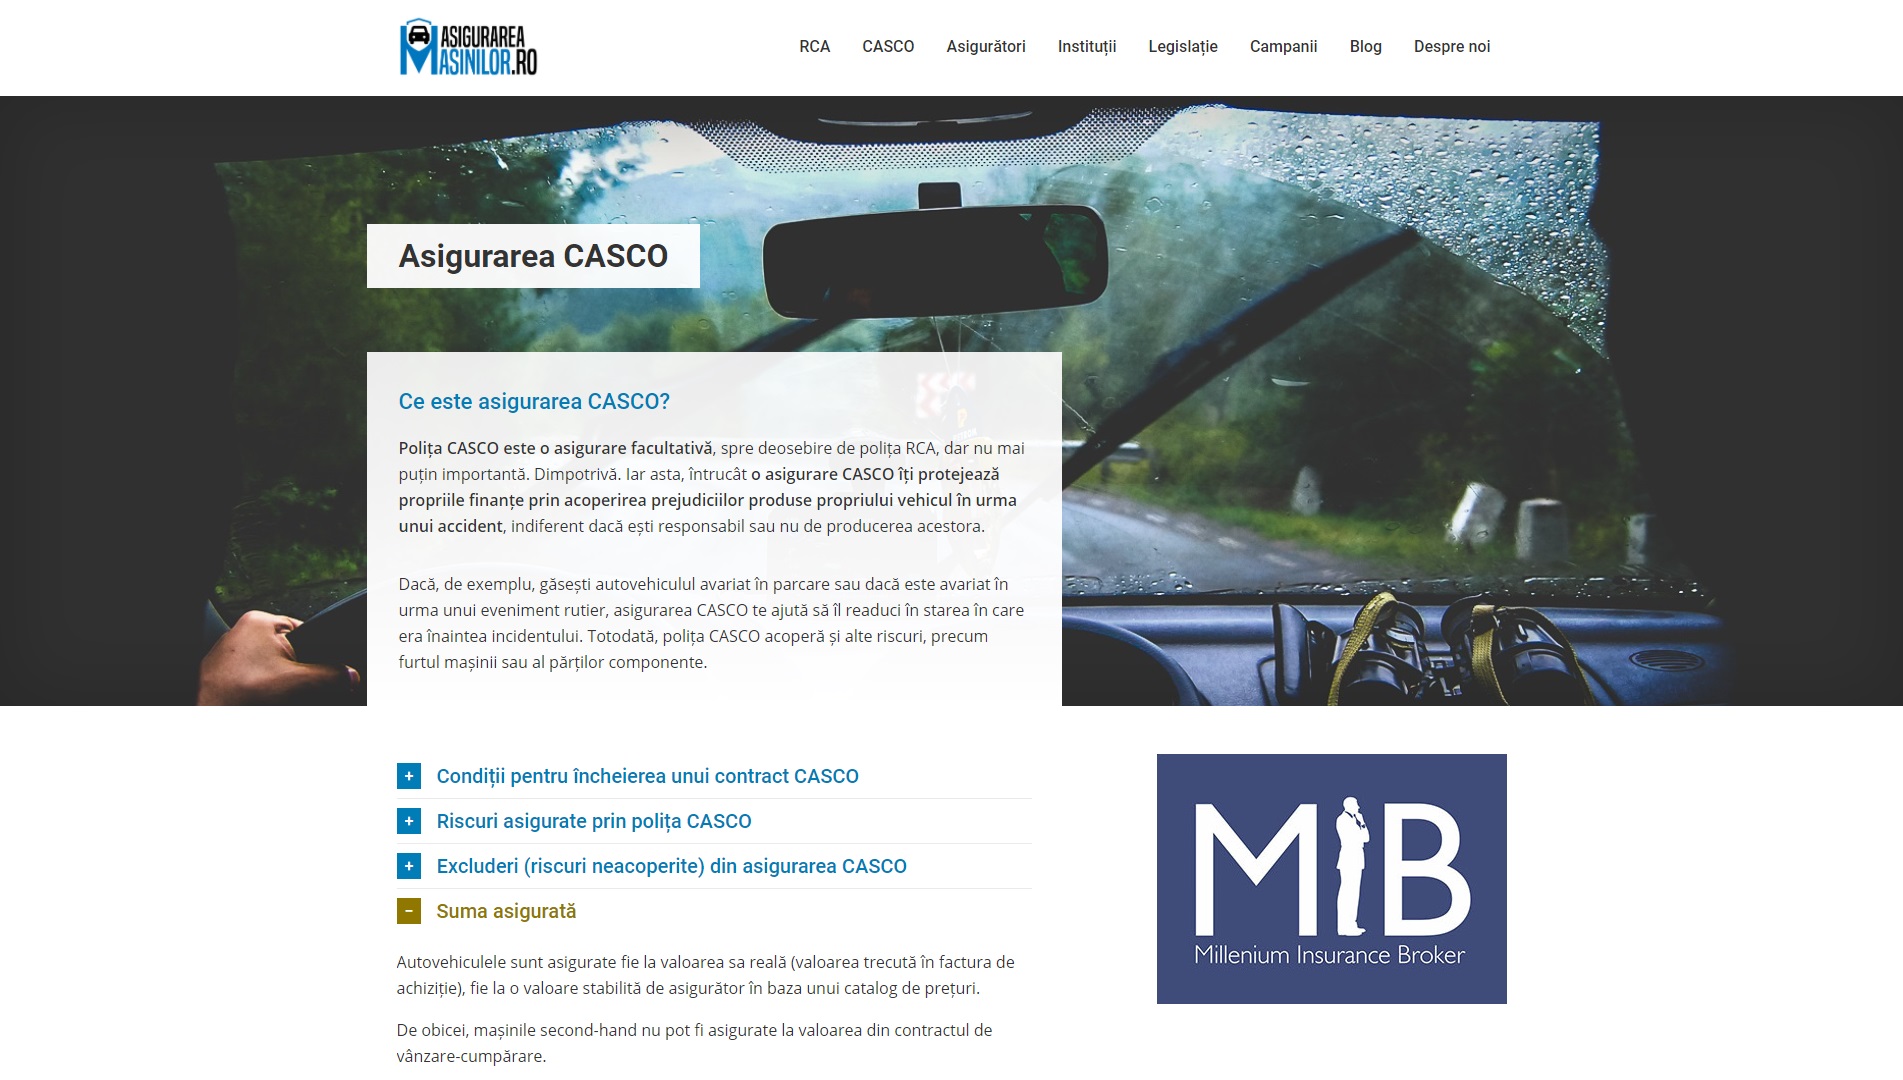 ASIGURAREA
MASINILOR.RO
RCA CASCO Asigurători Instituții Legislație Campanii Blog Despre noi
Asigurarea CASCO
Ce este asigurarea CASCO?
Polița CASCO este o asigurare facultativă, spre deosebire de polița RCA, dar nu mai
puțin importantă. Dimpotrivă. Iar asta, întrucât o asigurare CASCO îți protejează
propriile finanțe prin acoperirea prejudiciilor produse propriului vehicul în urma
unui accident, indiferent dacă ești responsabil sau nu de producerea acestora.
Dacă, de exemplu, găsești autovehiculul avariat în parcare sau dacă este avariat în
urma unui eveniment rutier, asigurarea CASCO te ajută să îl readuci în starea în care
era înaintea incidentului. Totodată, polița CASCO acoperă și alte riscuri, precum
furtul mașinii sau al părților componente.
+ Condiții pentru încheierea unui contract CASCO
+ Riscuri asigurate prin polița CASCO
+ Excluderi (riscuri neacoperite) din asigurarea CASCO
− Suma asigurată
Autovehiculele sunt asigurate fie la valoarea sa reală (valoarea trecută în factura de
achiziție), fie la o valoare stabilită de asigurător în baza unui catalog de prețuri.
De obicei, mașinile second-hand nu pot fi asigurate la valoarea din contractul de
vânzare-cumpărare.
MIB
Millenium Insurance Broker